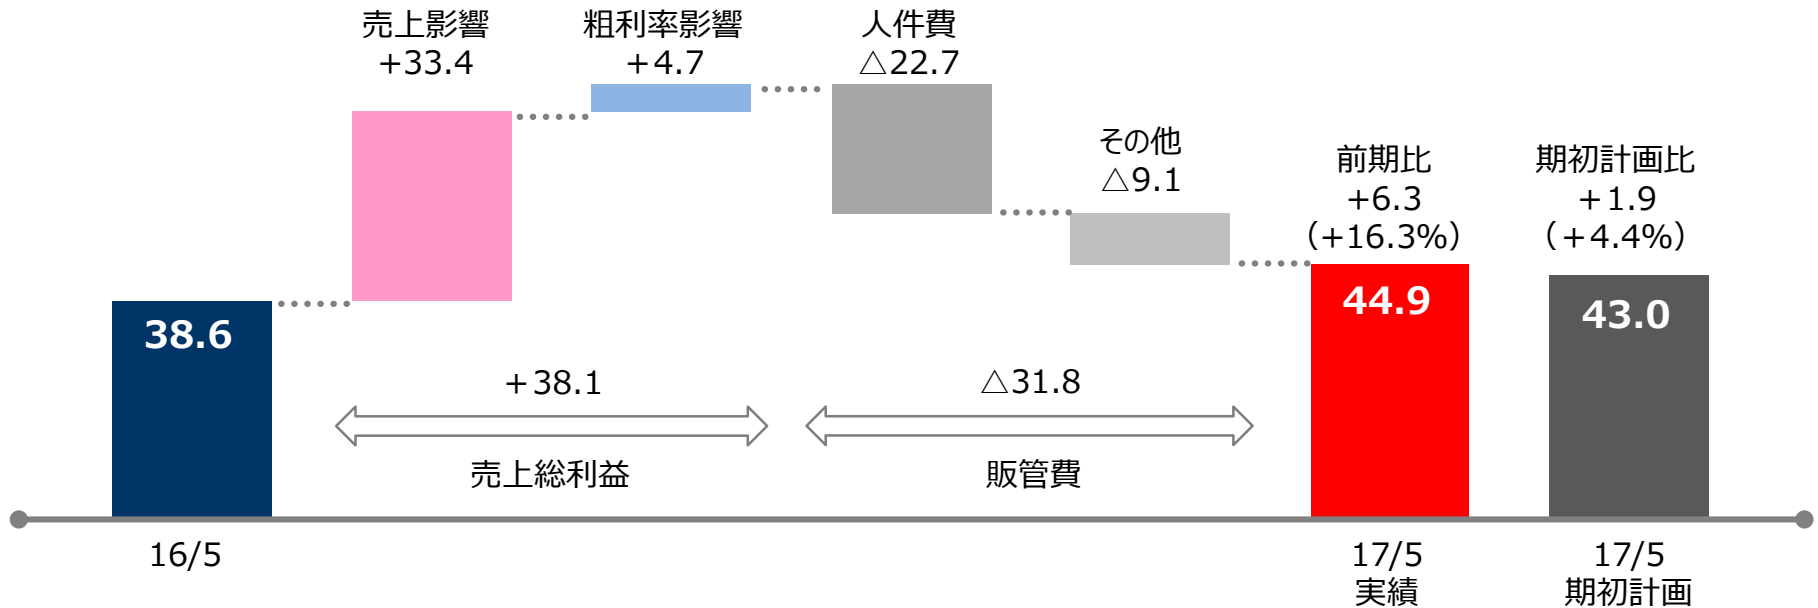 売上影響
+33.4
粗利率影響
+4.7
人件費
△22.7
その他
△9.1
前期比
+6.3
(+16.3%)
期初計画比
+1.9
(+4.4%)
38.6
44.9
43.0
+38.1
△31.8
売上総利益
販管費
16/5
17/5
実績
17/5
期初計画